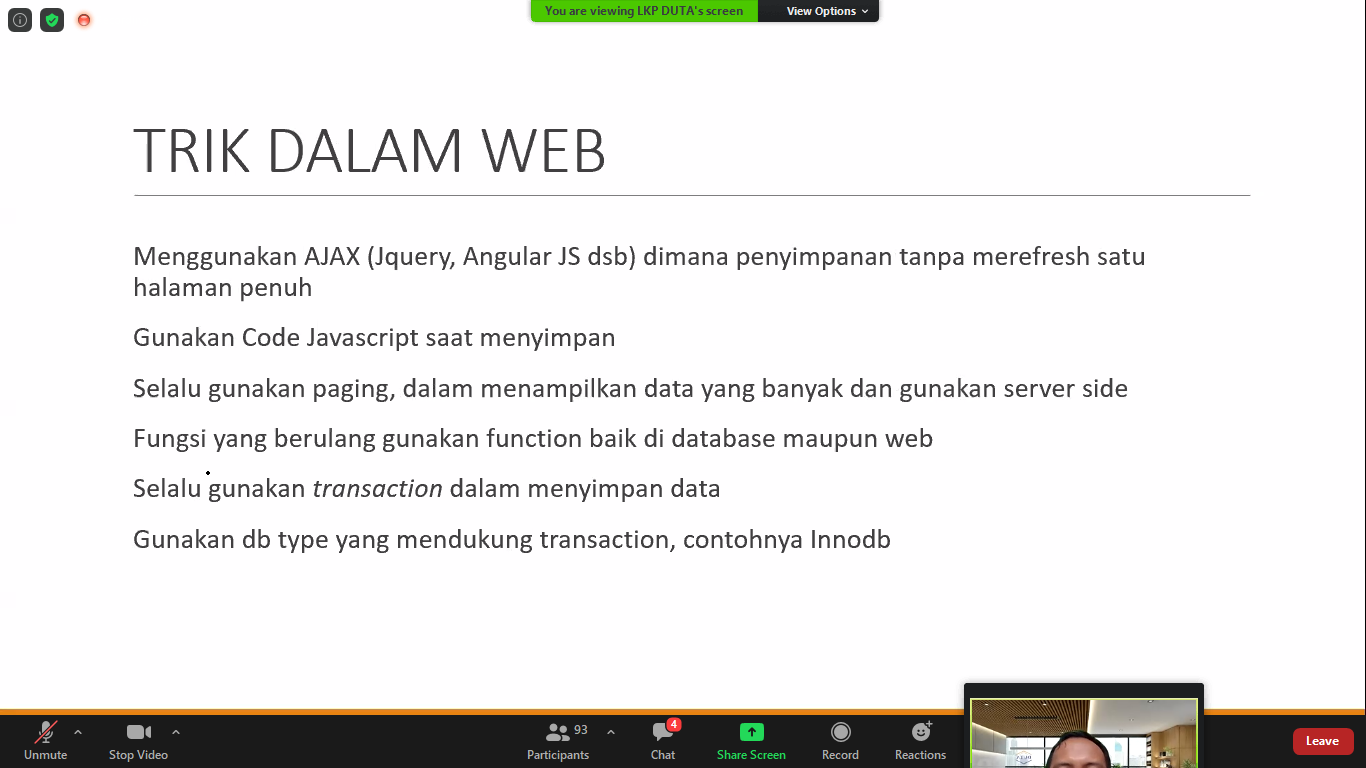 You are viewing LKP DUTA's screen
View Options
TRIK DALAM WEB
Menggunakan AJAX (Jquery, Angular JS dsb) dimana penyimpanan tanpa merefresh satu
halaman penuh
Gunakan Code Javascript saat menyimpan
Selalu gunakan paging, dalam menampilkan data yang banyak dan gunakan server side
Fungsi yang berulang gunakan function baik di database maupun web
Selalu gunakan transaction dalam menyimpan data
Gunakan db type yang mendukung transaction, contohnya Innodb
93
4
Unmute
Stop Video
Participants
Chat
Share Screen
Record
Reactions
Leave